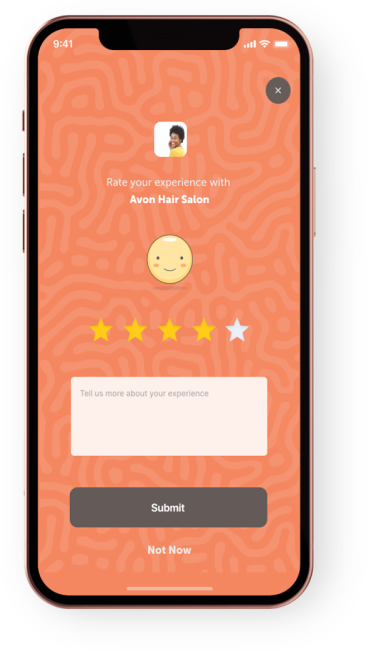 9:41
Rate your experience with
Avon Hair Salon
Tell us more about your experience
Submit
Not Now